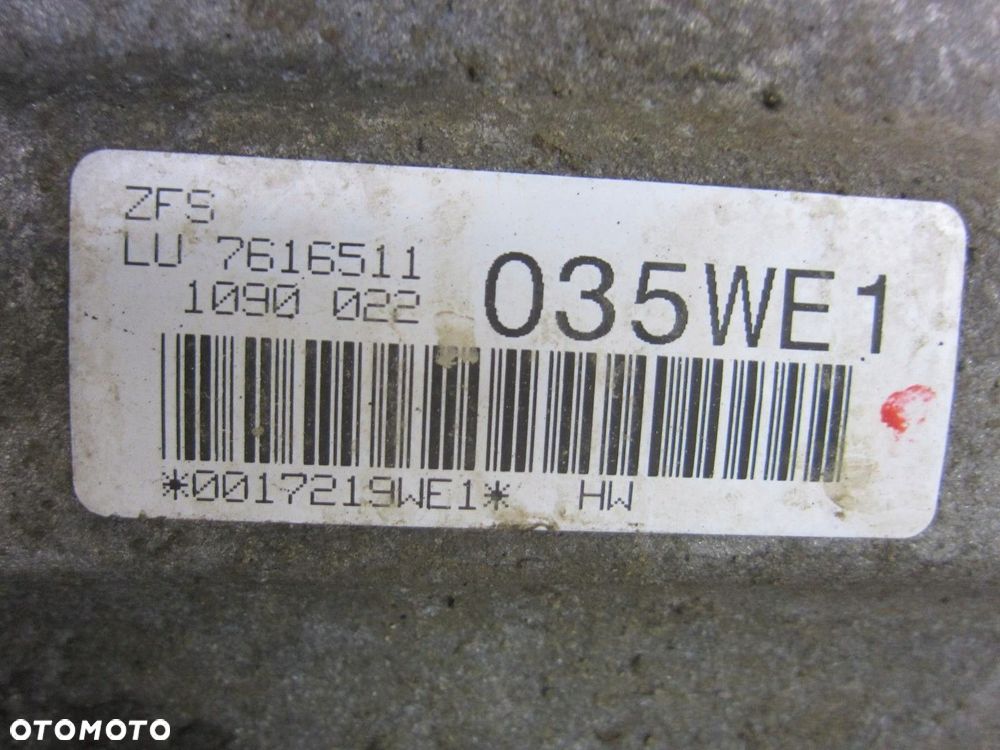 ZFS
LU 7616511
1090 022
035WE1
*0017219WE1* HW
OTOMOTO